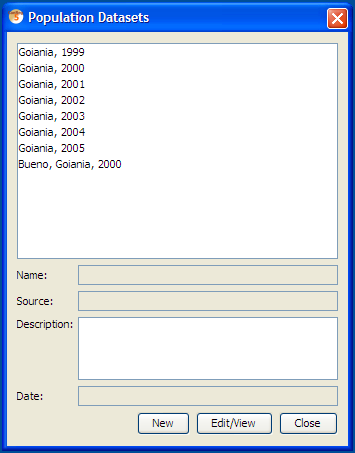 Population Datasets
Goiania, 1999
Goiania, 2000
Goiania, 2001
Goiania, 2002
Goiania, 2003
Goiania, 2004
Goiania, 2005
Bueno, Goiania, 2000
Name:
Source:
Description:
Date:
New Edit/View Close